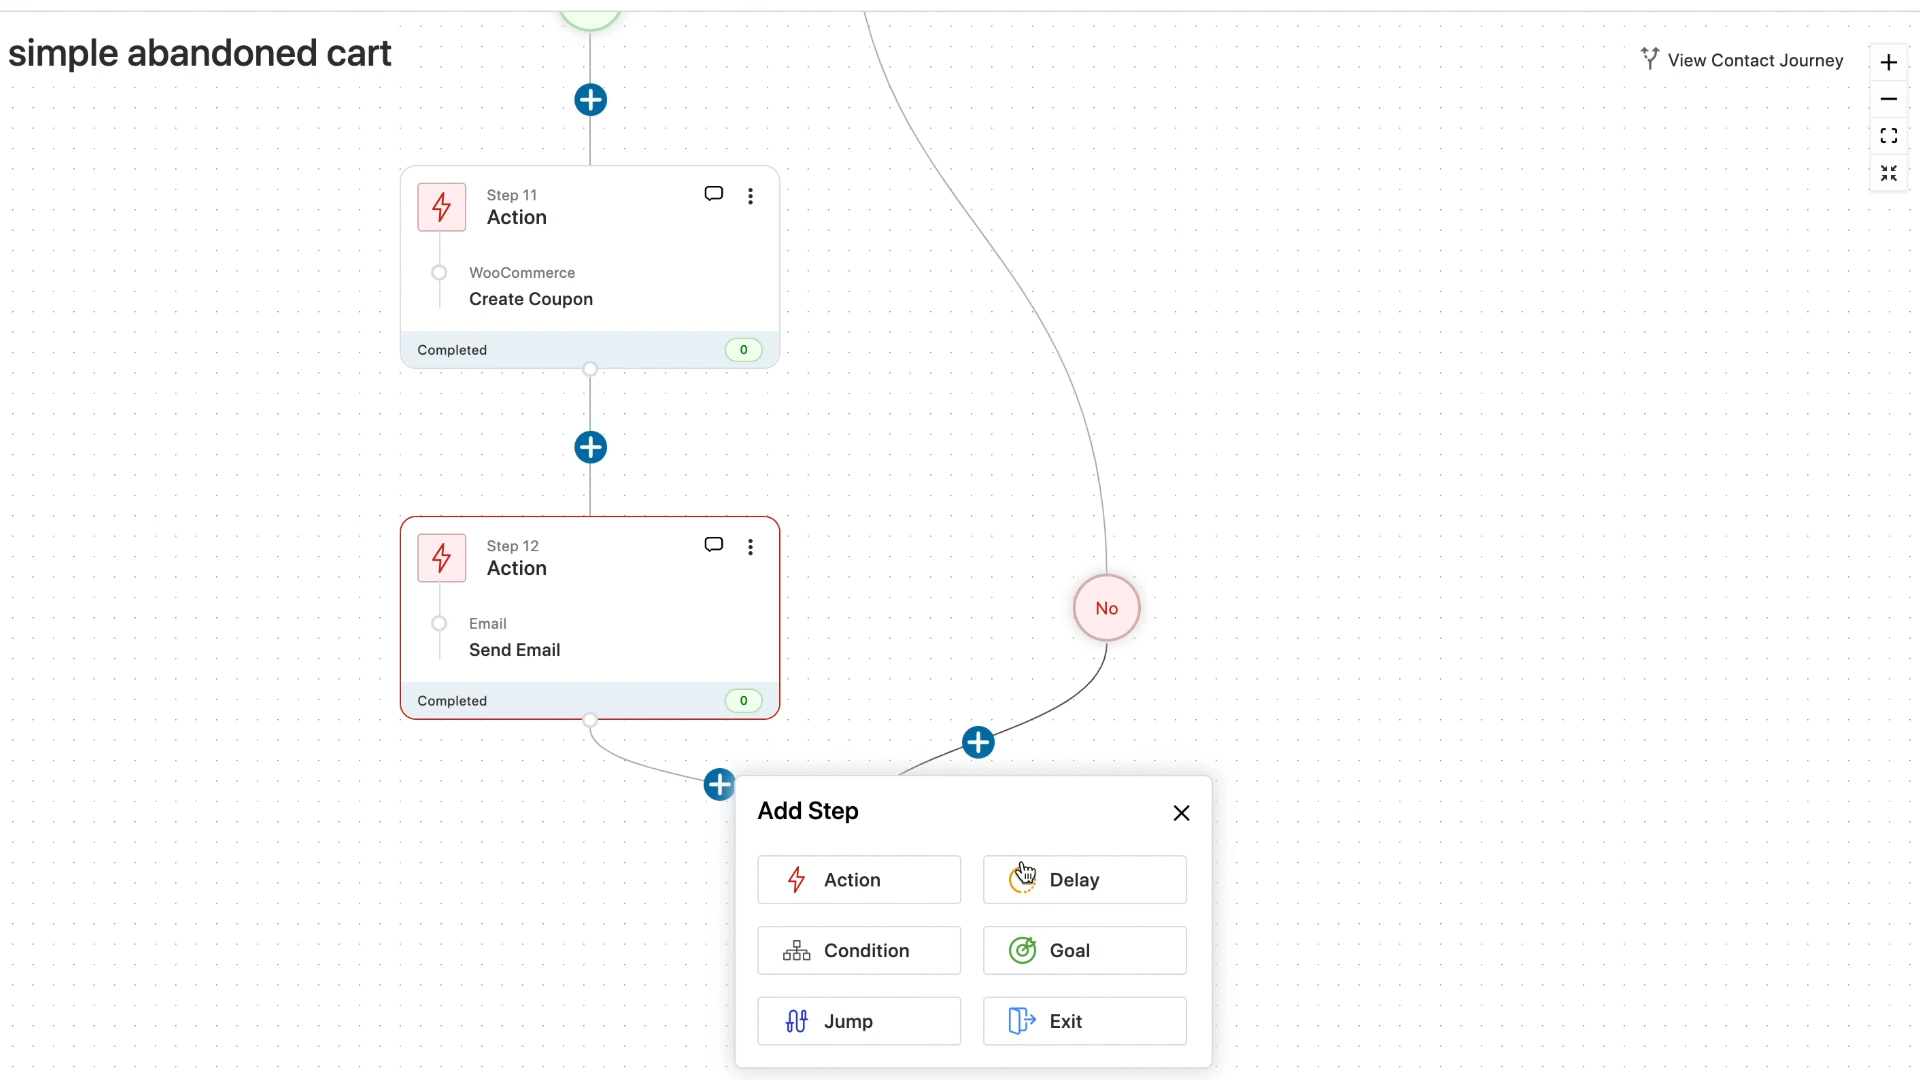 simple abandoned cart
View Contact Journey
Step 11
Action
WooCommerce
Create Coupon
Completed
0
Step 12
Action
Email
Send Email
Completed
0
No
Add Step
Action
Delay
Condition
Goal
Jump
Exit